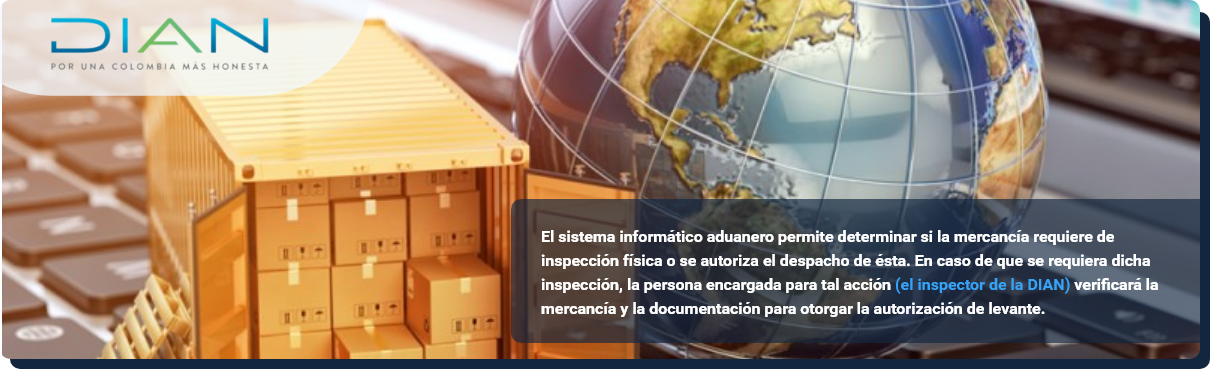 DIAN
POR UNA COLOMBIA MÁS HONESTA
El sistema informático aduanero permite determinar si la mercancía requiere de
inspección física o se autoriza el despacho de ésta. En caso de que se requiera dicha
inspección, la persona encargada para tal acción (el inspector de la DIAN) verificará la
mercancía y la documentación para otorgar la autorización de levante.